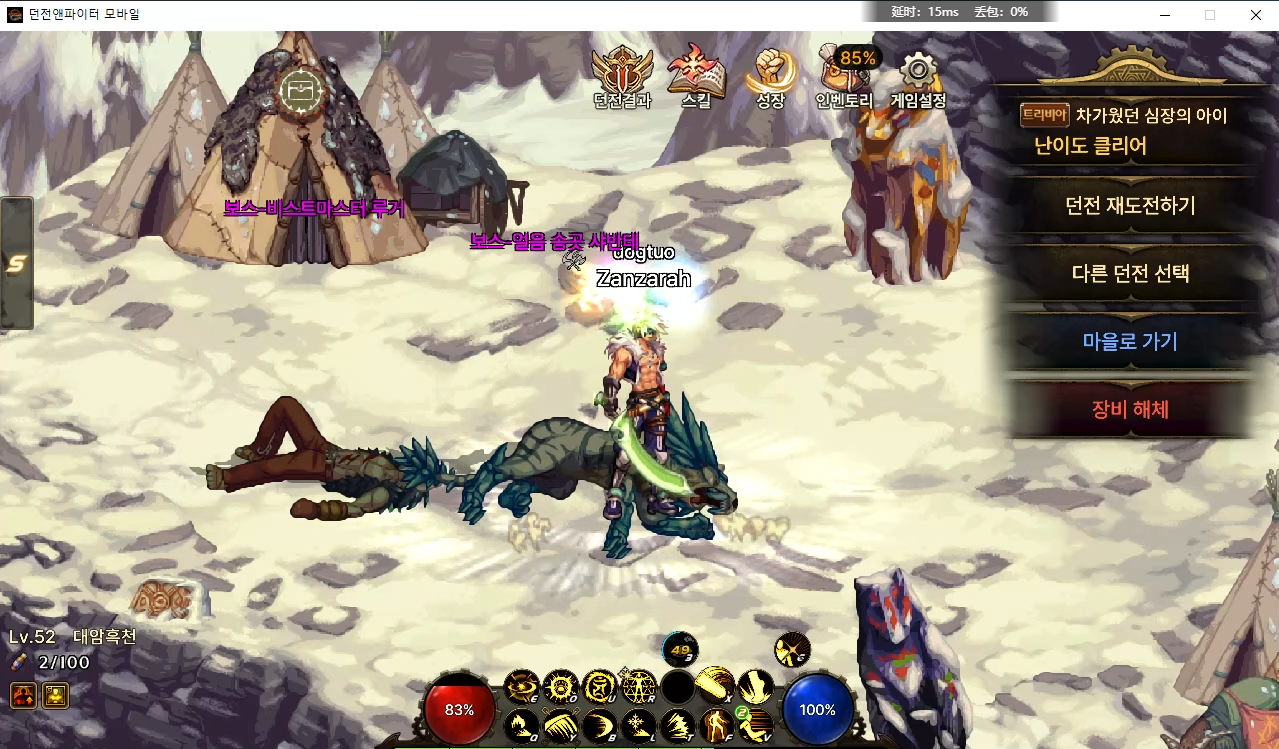 던전앤파이터 모바일
延时: 15ms 丢包: 0%
85%
던전결과 스킬 성장 인벤토리 게임설정
트리비아 차가웠던 심장의 아이
난이도 클리어
던전 재도전하기
다른 던전 선택
마을로 가기
장비 해체
보스-비스트마스터 루거
보스-얼음 송곳 샤반테
dogtuo
Zanzarah
S
Lv.52 대암흑천
2/100
49
3
83%
E O U R X
Q Y B L T F V
2
100%